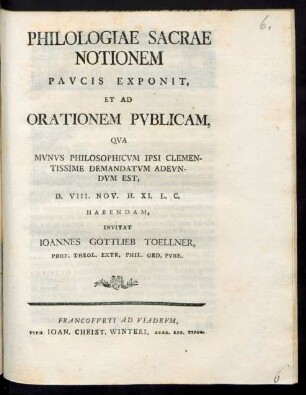 6.
PHILOLOGIAE SACRAE
NOTIONEM
PAVCIS EXPONIT,
ET AD
ORATIONEM PVBLICAM,
QVA
MVNVS PHILOSOPHICVM IPSI CLEMEN-
TISSIME DEMANDATVM ADEVN-
DVM EST,
D. VIII. NOV. H. XI. L. C.
HABENDAM,
INVITAT
IOANNES GOTTLIEB TOELLNER,
PROF. THEOL. EXTR. PHIL. ORD. PVBL.
FRANCOFVRTI AD VIADRVM,
TYPIS IOAN. CHRIST. WINTERI, ACAD. REG. TYPOG.
6